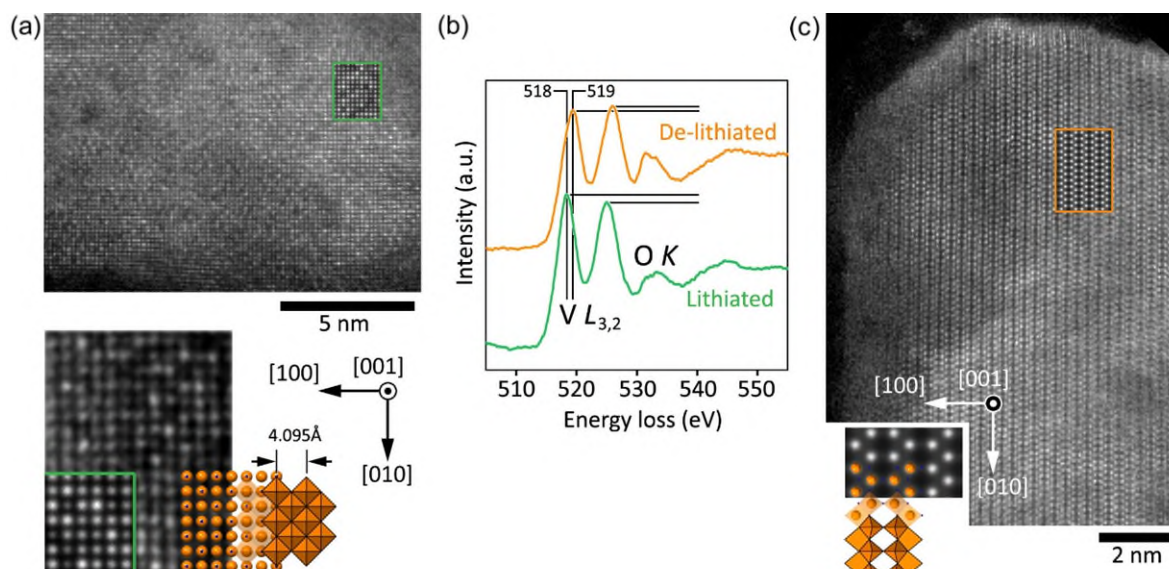 (a)
5 nm
[100]
[001]
[010]
4.095Å
(b)
518
519
De-lithiated
O K
Lithiated
V L3,2
Intensity (a.u.)
510 520 530 540 550
Energy loss (eV)
(c)
[100]
[001]
[010]
2 nm